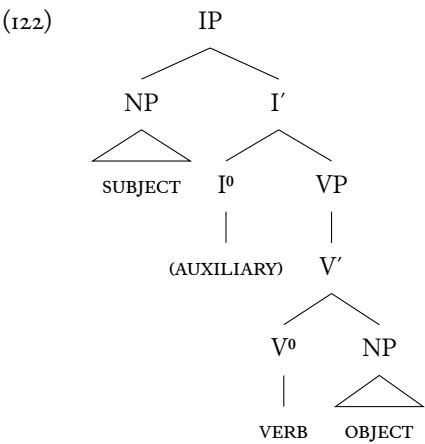 (122) IP
NP I′
SUBJECT I⁰ VP
(AUXILIARY) V′
V⁰ NP
VERB OBJECT